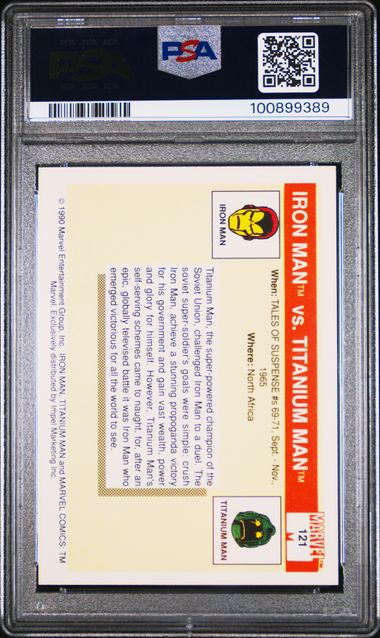 PSA
PSA
100899389
MARVEL™
121
IRON MAN™ VS. TITANIUM MAN™
IRON MAN
When: TALES OF SUSPENSE #s 69-71, Sept. - Nov.,
1965
Where: North Africa
TITANIUM MAN
Titanium Man, the super-powered champion of the
Soviet Union, challenged Iron Man to a duel. The
soviet super-soldier's goals were simple: crush
Iron Man, achieve a stunning propoganda victory
for his government and gain vast wealth, power
and glory for himself. However, Titanium Man's
self-serving schemes came to naught, for, after an
epic, globally televised battle it was Iron Man who
emerged victorious for all the world to see.
© 1990 Marvel Entertainment Group, Inc. IRON MAN, TITANIUM MAN and MARVEL COMICS; TM
Marvel. Exclusively distributed by Impel Marketing Inc.